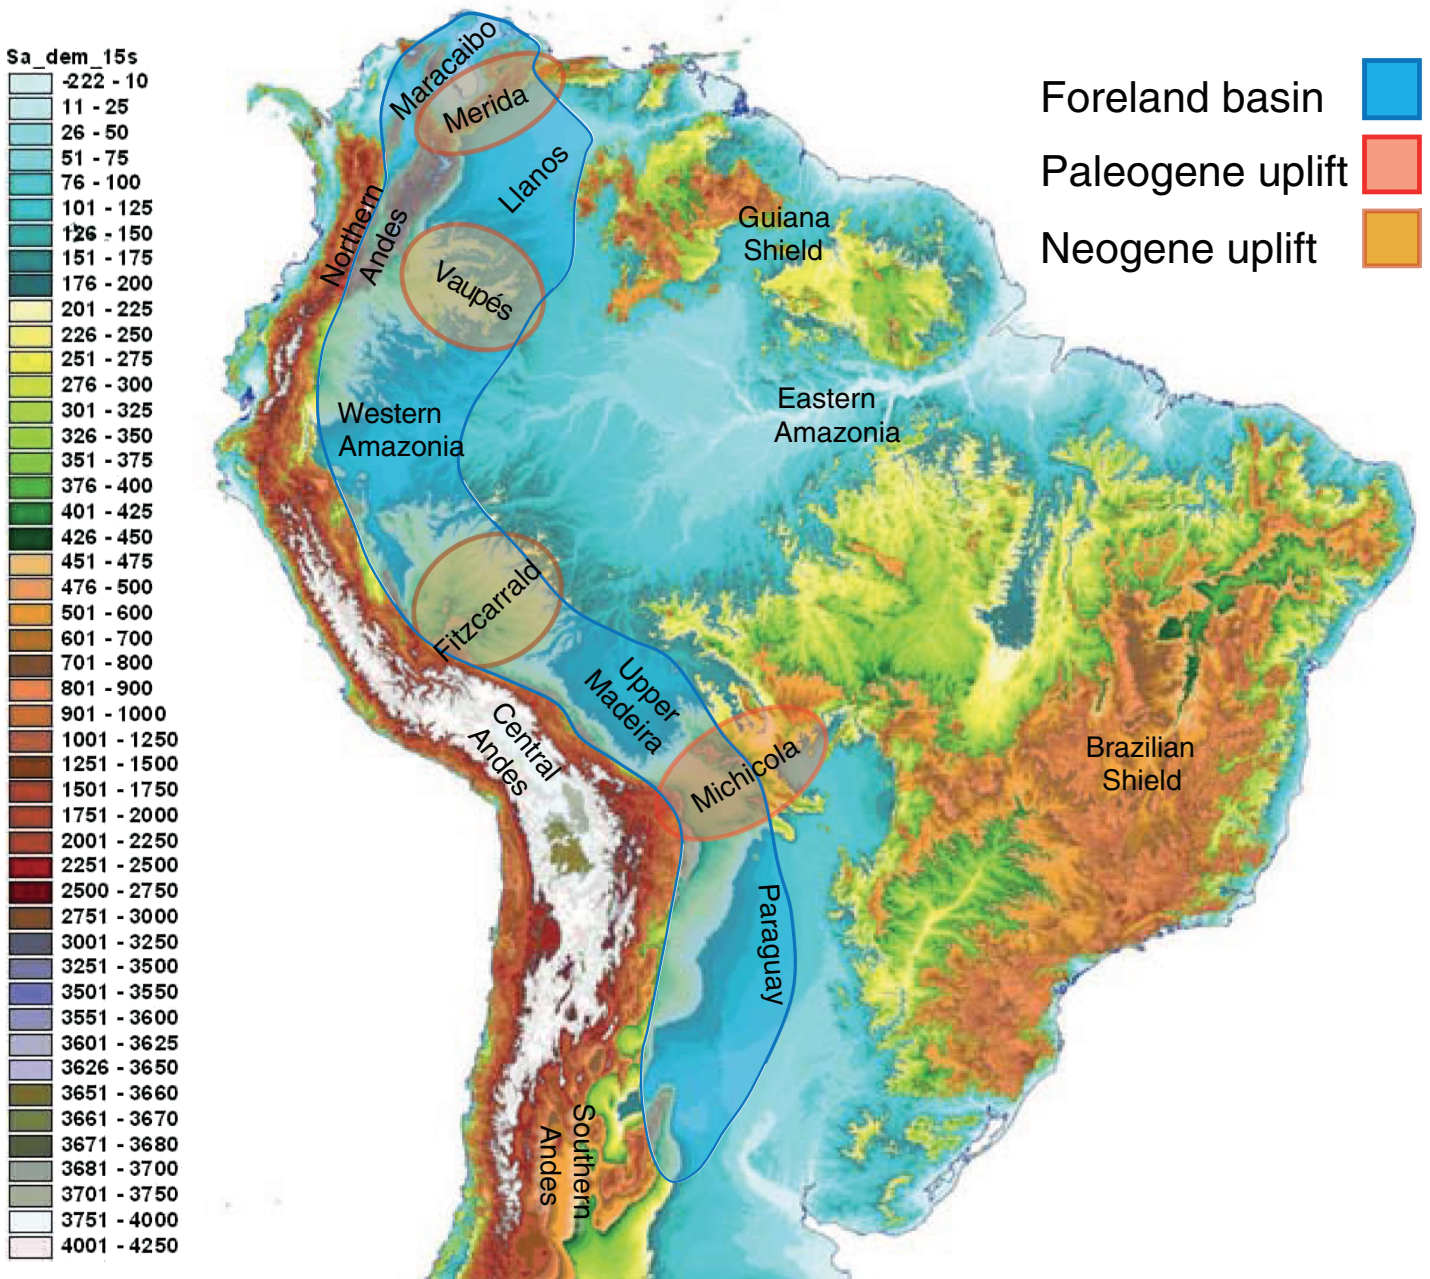 Sa_dem_15s
-222 - 10
11 - 25
26 - 50
51 - 75
76 - 100
101 - 125
126 - 150
151 - 175
176 - 200
201 - 225
226 - 250
251 - 275
276 - 300
301 - 325
326 - 350
351 - 375
376 - 400
401 - 425
426 - 450
451 - 475
476 - 500
501 - 600
601 - 700
701 - 800
801 - 900
901 - 1000
1001 - 1250
1251 - 1500
1501 - 1750
1751 - 2000
2001 - 2250
2251 - 2500
2500 - 2750
2751 - 3000
3001 - 3250
3251 - 3500
3501 - 3550
3551 - 3600
3601 - 3625
3626 - 3650
3651 - 3660
3661 - 3670
3671 - 3680
3681 - 3700
3701 - 3750
3751 - 4000
4001 - 4250
Foreland basin
Paleogene uplift
Neogene uplift
Maracaibo
Merida
Llanos
Northern
Andes
Vaupés
Guiana
Shield
Western
Amazonia
Eastern
Amazonia
Fitzcarrald
Upper
Madeira
Central
Andes
Michicola
Brazilian
Shield
Paraguay
Southern
Andes